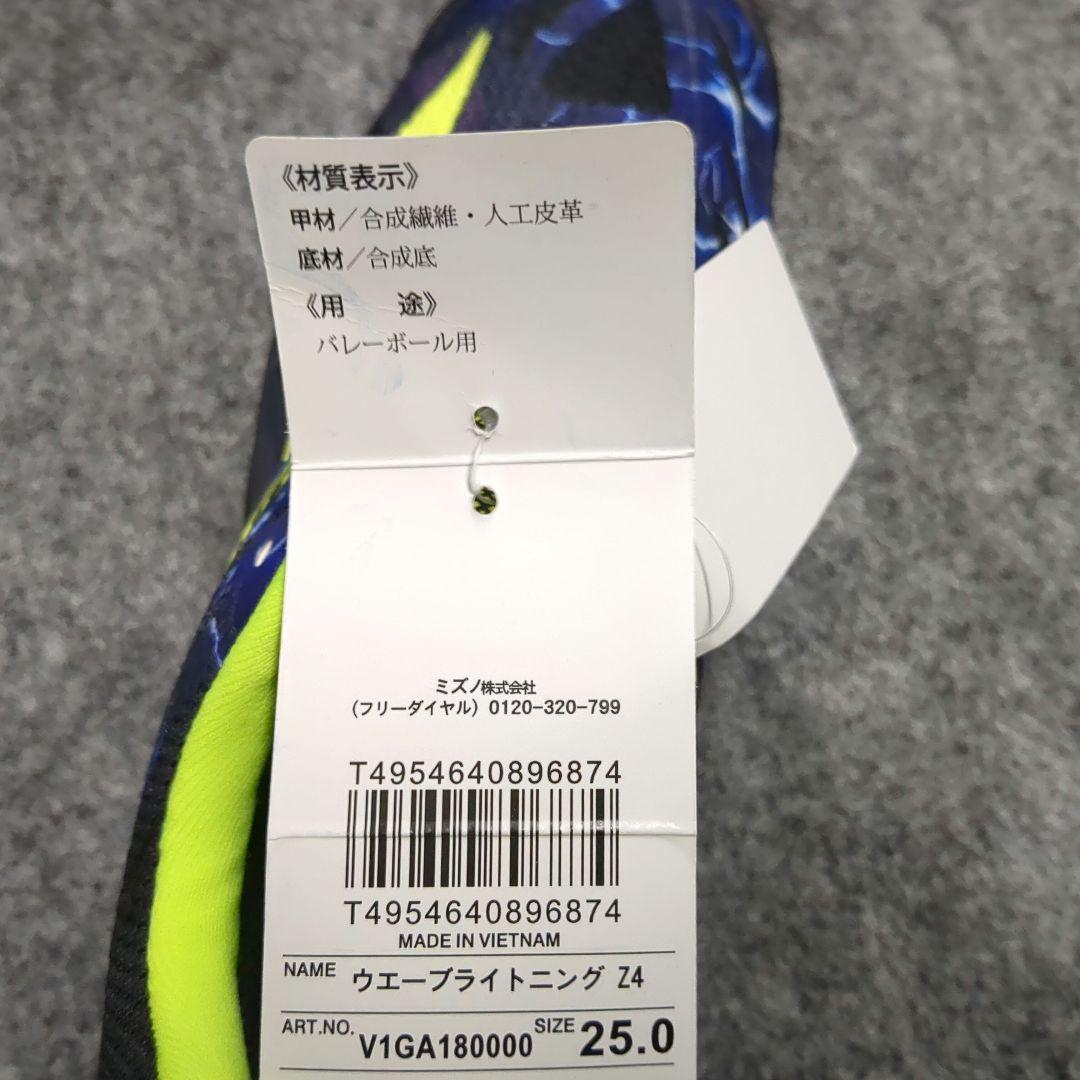 《材質表示》
甲材／合成繊維・人工皮革
底材／合成底
《用　途》
バレーボール用
ミズノ株式会社
(フリーダイヤル) 0120-320-799
T4954640896874
T4954640896874
MADE IN VIETNAM
NAME ウエーブライトニング Z4
ART.NO. V1GA180000 SIZE 25.0